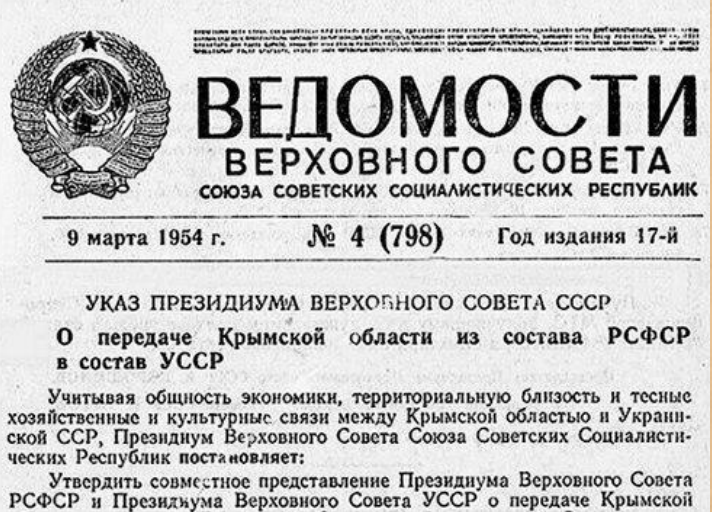 ВЕДОМОСТИ
ВЕРХОВНОГО СОВЕТА
СОЮЗА СОВЕТСКИХ СОЦИАЛИСТИЧЕСКИХ РЕСПУБЛИК
9 марта 1954 г. № 4 (798) Год издания 17-й
УКАЗ ПРЕЗИДИУМА ВЕРХОВНОГО СОВЕТА СССР
О передаче Крымской области из состава РСФСР
в состав УССР
Учитывая общность экономики, территориальную близость и тесные
хозяйственные и культурные связи между Крымской областью и Украин-
ской ССР, Президиум Верховного Совета Союза Советских Социалисти-
ческих Республик постановляет:
Утвердить совместное представление Президиума Верховного Совета
РСФСР и Президиума Верховного Совета УССР о передаче Крымской